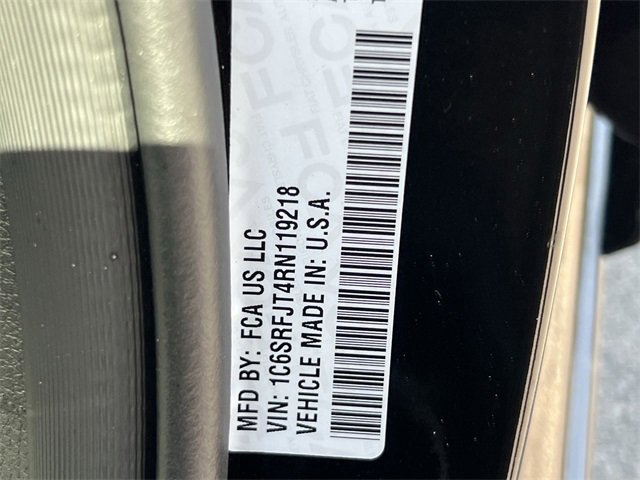 MFD BY: FCA US LLC
VIN: 1C6SRFJT4RN119218
VEHICLE MADE IN: U.S.A.